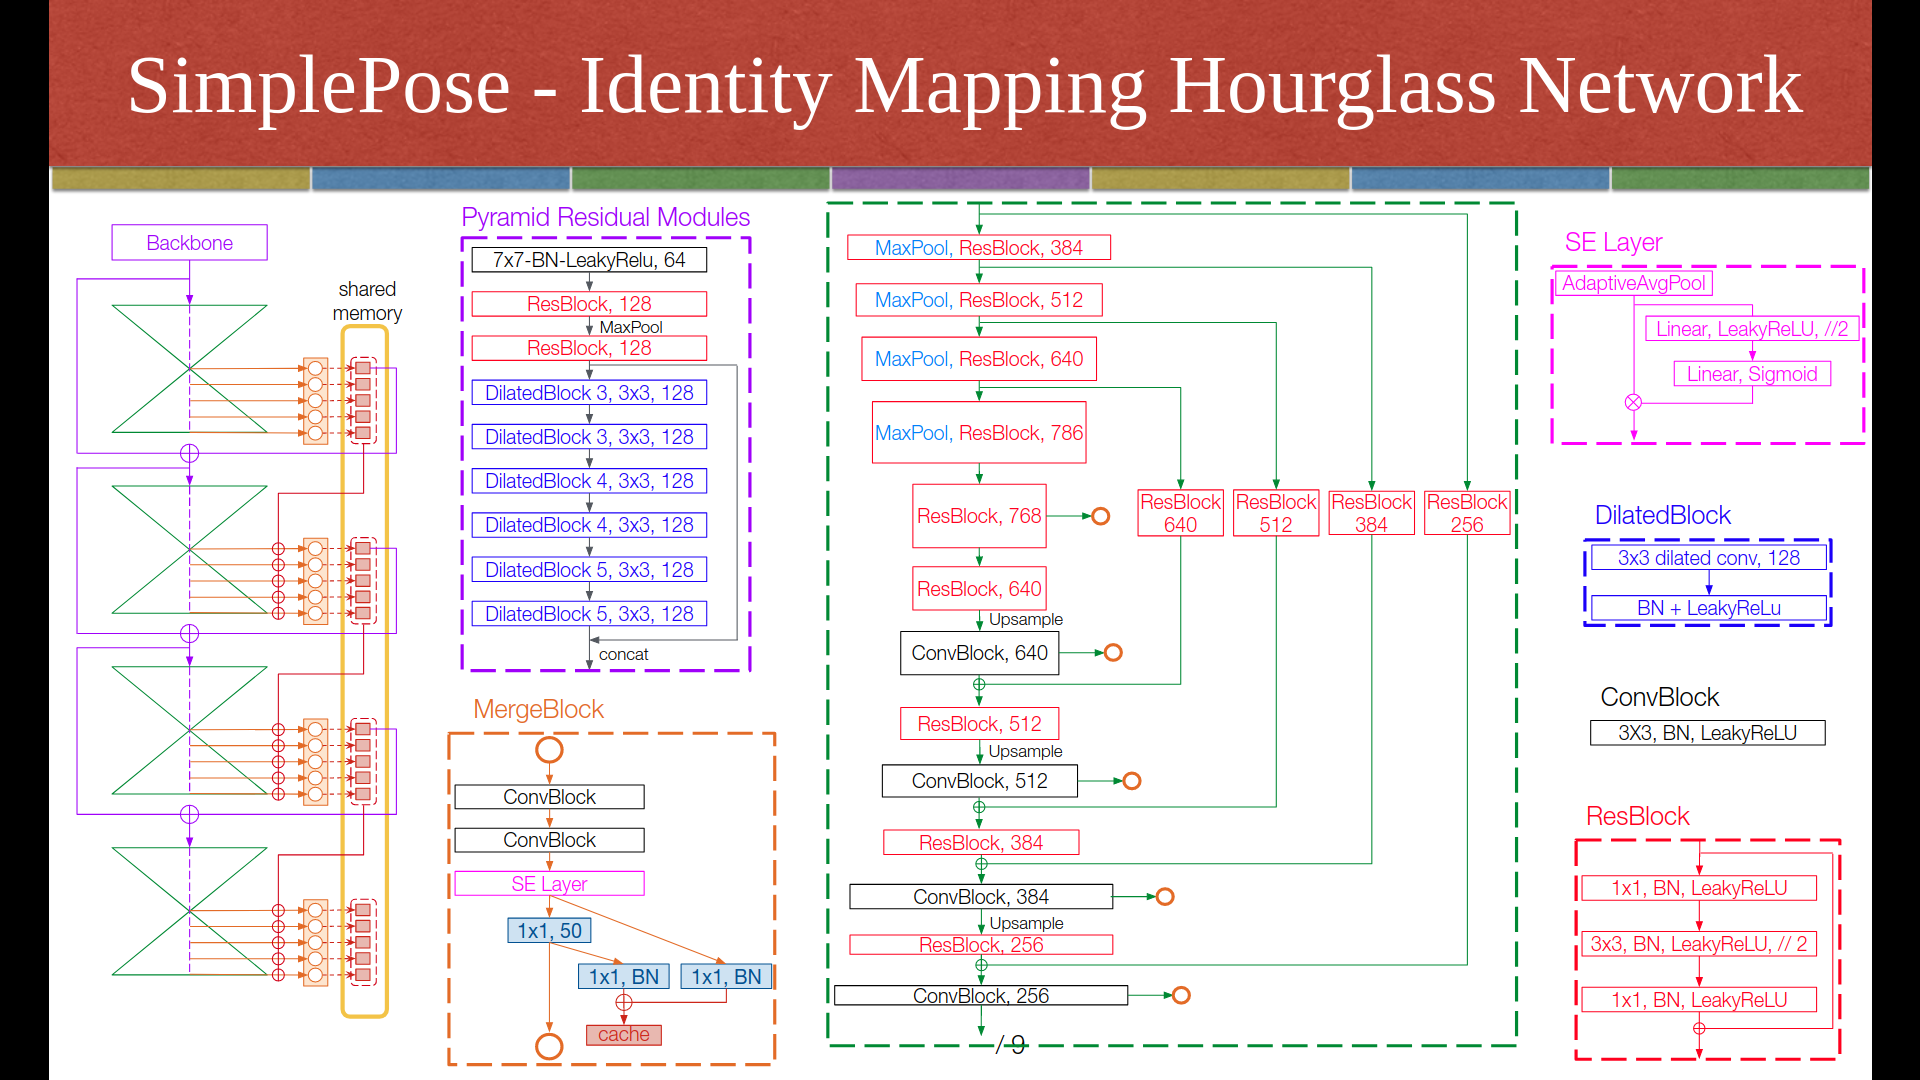 SimplePose - Identity Mapping Hourglass Network
Backbone
shared
memory
Pyramid Residual Modules
7x7-BN-LeakyRelu, 64
ResBlock, 128
MaxPool
ResBlock, 128
DilatedBlock 3, 3x3, 128
DilatedBlock 3, 3x3, 128
DilatedBlock 4, 3x3, 128
DilatedBlock 4, 3x3, 128
DilatedBlock 5, 3x3, 128
DilatedBlock 5, 3x3, 128
concat
MergeBlock
ConvBlock
ConvBlock
SE Layer
1x1, 50
1x1, BN
1x1, BN
cache
MaxPool, ResBlock, 384
MaxPool, ResBlock, 512
MaxPool, ResBlock, 640
MaxPool, ResBlock, 786
ResBlock, 768
ResBlock
640
ResBlock
512
ResBlock
384
ResBlock
256
ResBlock, 640
Upsample
ConvBlock, 640
ResBlock, 512
Upsample
ConvBlock, 512
ResBlock, 384
ConvBlock, 384
Upsample
ResBlock, 256
ConvBlock, 256
/ 9
SE Layer
AdaptiveAvgPool
Linear, LeakyReLU, //2
Linear, Sigmoid
DilatedBlock
3x3 dilated conv, 128
BN + LeakyReLu
ConvBlock
3X3, BN, LeakyReLU
ResBlock
1x1, BN, LeakyReLU
3x3, BN, LeakyReLU, // 2
1x1, BN, LeakyReLU